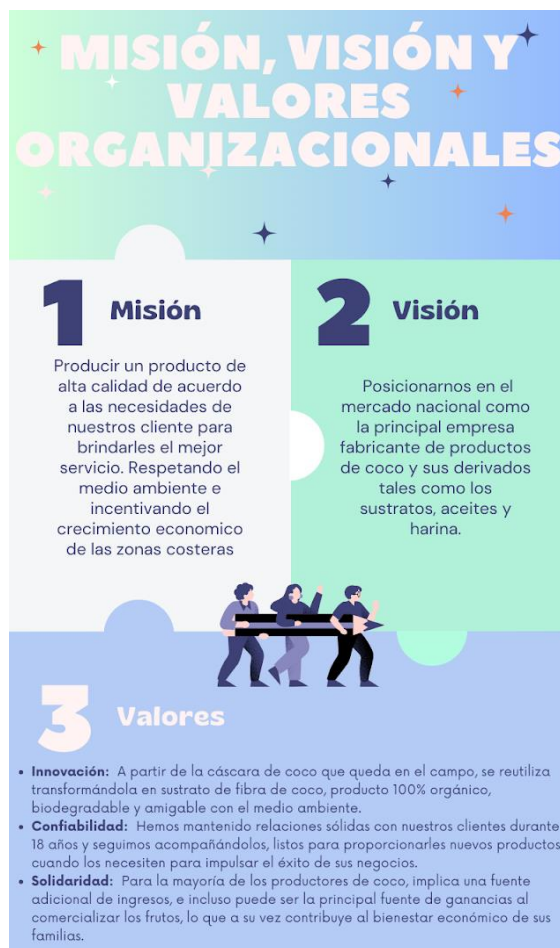 MISIÓN, VISIÓN Y
VALORES
ORGANIZACIONALES
1 Misión
Producir un producto de
alta calidad de acuerdo
a las necesidades de
nuestros cliente para
brindarles el mejor
servicio. Respetando el
medio ambiente e
incentivando el
crecimiento economico
de las zonas costeras
2 Visión
Posicionarnos en el
mercado nacional como
la principal empresa
fabricante de productos
de coco y sus derivados
tales como los
sustratos, aceites y
harina.
3 Valores
• Innovación: A partir de la cáscara de coco que queda en el campo, se reutiliza
transformándola en sustrato de fibra de coco, producto 100% orgánico,
biodegradable y amigable con el medio ambiente.
• Confiabilidad: Hemos mantenido relaciones sólidas con nuestros clientes durante
18 años y seguimos acompañándolos, listos para proporcionarles nuevos productos
cuando los necesiten para impulsar el éxito de sus negocios.
• Solidaridad: Para la mayoría de los productores de coco, implica una fuente
adicional de ingresos, e incluso puede ser la principal fuente de ganancias al
comercializar los frutos, lo que a su vez contribuye al bienestar económico de sus
familias.